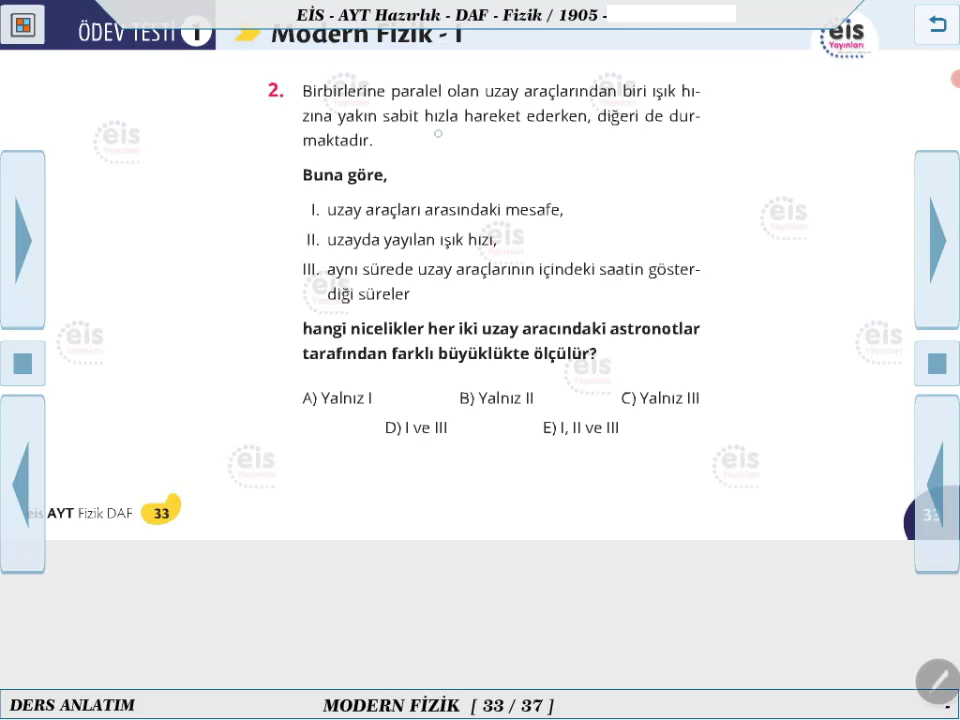 EİS - AYT Hazırlık - DAF - Fizik / 1905 -
ÖDEV TESTİ 1
Modern Fizik - I
eis
Yayınları
2. Birbirlerine paralel olan uzay araçlarından biri ışık hı-
zına yakın sabit hızla hareket ederken, diğeri de dur-
maktadır.
Buna göre,
I. uzay araçları arasındaki mesafe,
II. uzayda yayılan ışık hızı,
III. aynı sürede uzay araçlarının içindeki saatin göster-
diği süreler
hangi nicelikler her iki uzay aracındaki astronotlar
tarafından farklı büyüklükte ölçülür?
A) Yalnız I B) Yalnız II C) Yalnız III
D) I ve III E) I, II ve III
eis AYT Fizik DAF 33
33
DERS ANLATIM MODERN FİZİK [ 33 / 37 ] -